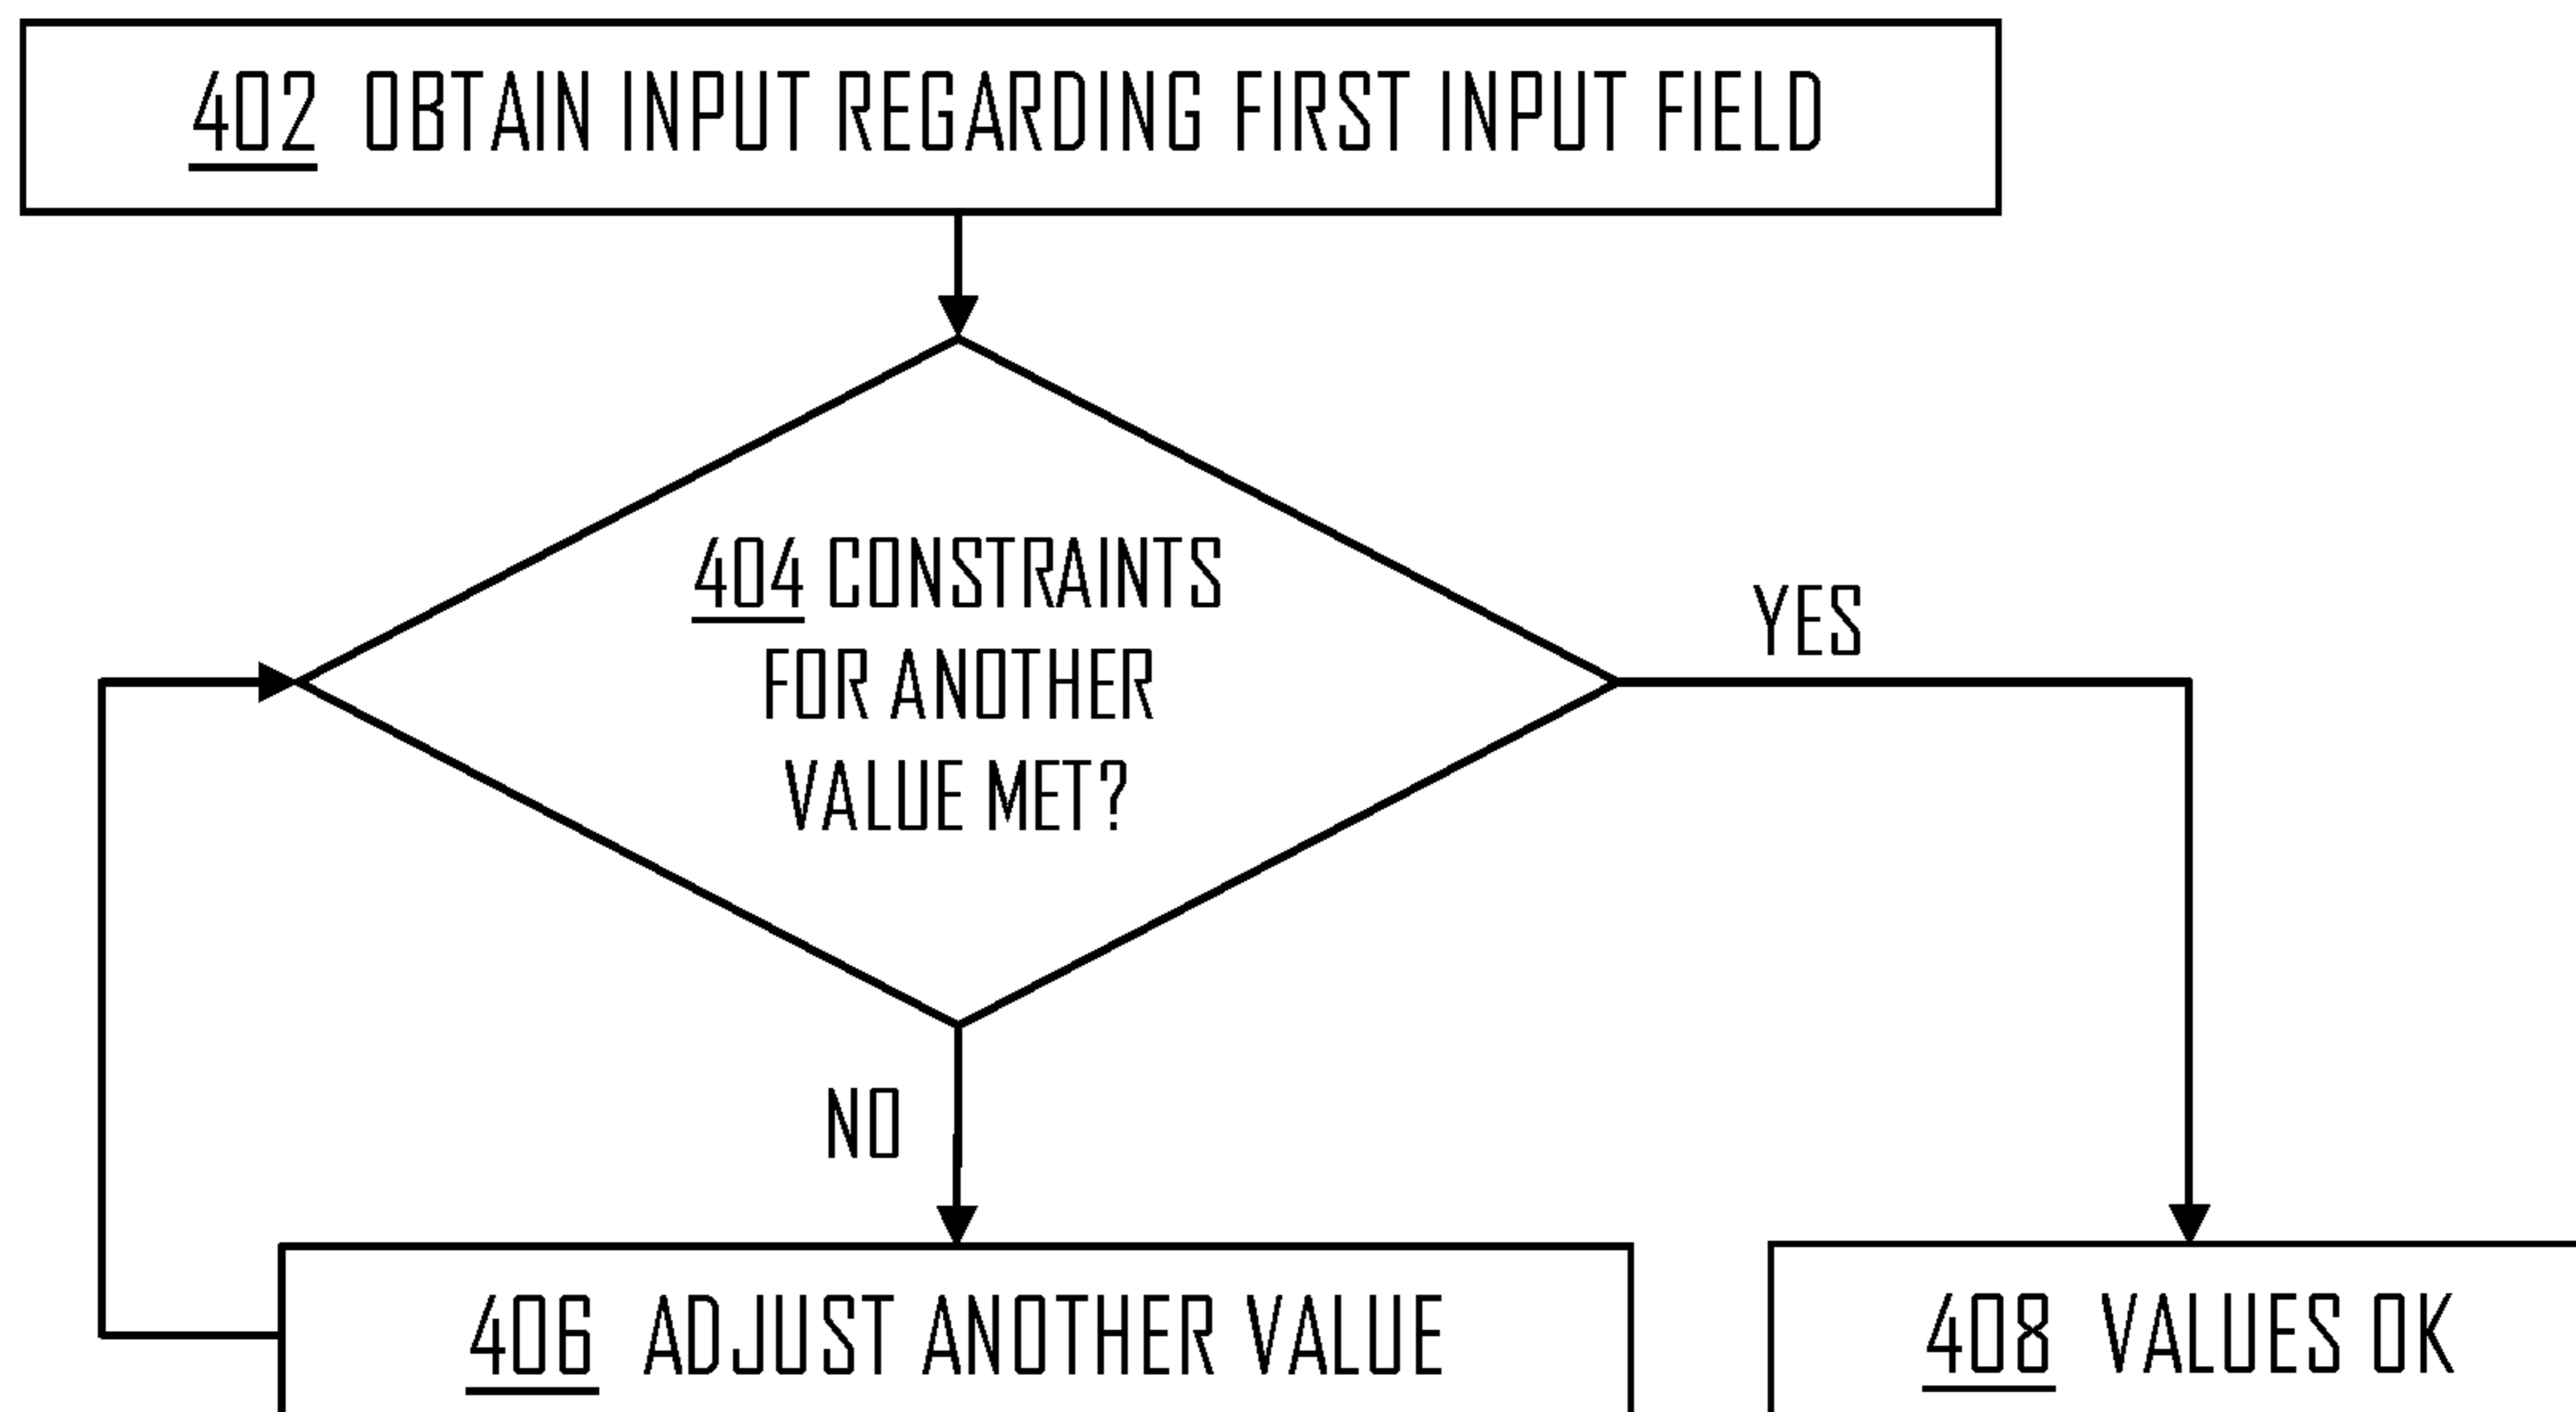 402 OBTAIN INPUT REGARDING FIRST INPUT FIELD
404 CONSTRAINTS
FOR ANOTHER
VALUE MET?
YES
NO
406 ADJUST ANOTHER VALUE
408 VALUES OK